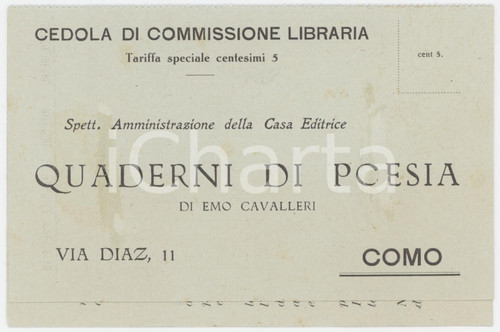 CEDOLA DI COMMISSIONE LIBRARIA
Tariffa speciale centesimi 5
cent 5.
Spett. Amministrazione della Casa Editrice
iCharta
QUADERNI DI PCESIA
DI EMO CAVALLERI
VIA DIAZ, 11
COMO